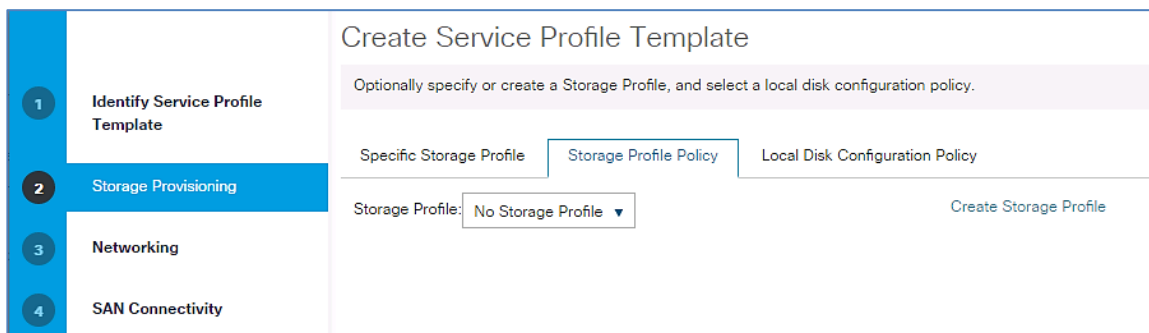 Create Service Profile Template
Optionally specify or create a Storage Profile, and select a local disk configuration policy.
1
Identify Service Profile
Template
2
Storage Provisioning
3
Networking
4
SAN Connectivity
Specific Storage Profile
Storage Profile Policy
Local Disk Configuration Policy
Storage Profile:
No Storage Profile
Create Storage Profile